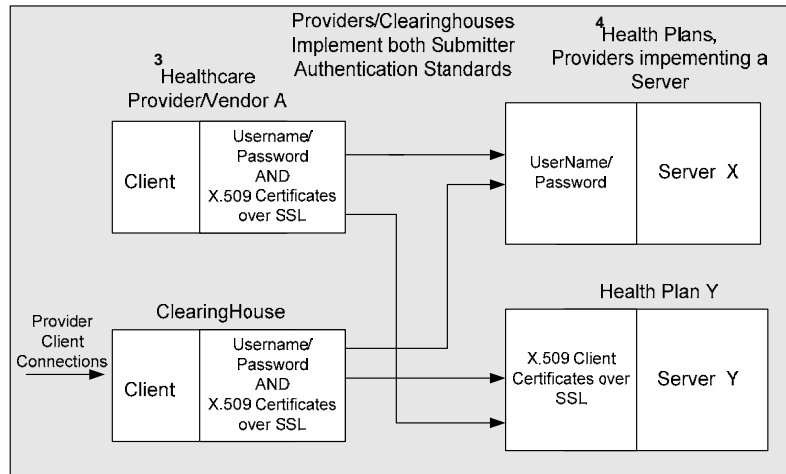 Providers/Clearinghouses
Implement both Submitter
Authentication Standards
3
Healthcare
Provider/Vendor A
4
Health Plans,
Providers impementing a
Server
Client
Username/
Password
AND
X.509 Certificates
over SSL
UserName/
Password
Server X
ClearingHouse
Provider
Client
Connections
Client
Username/
Password
AND
X.509 Certificates
over SSL
Health Plan Y
X.509 Client
Certificates over
SSL
Server Y